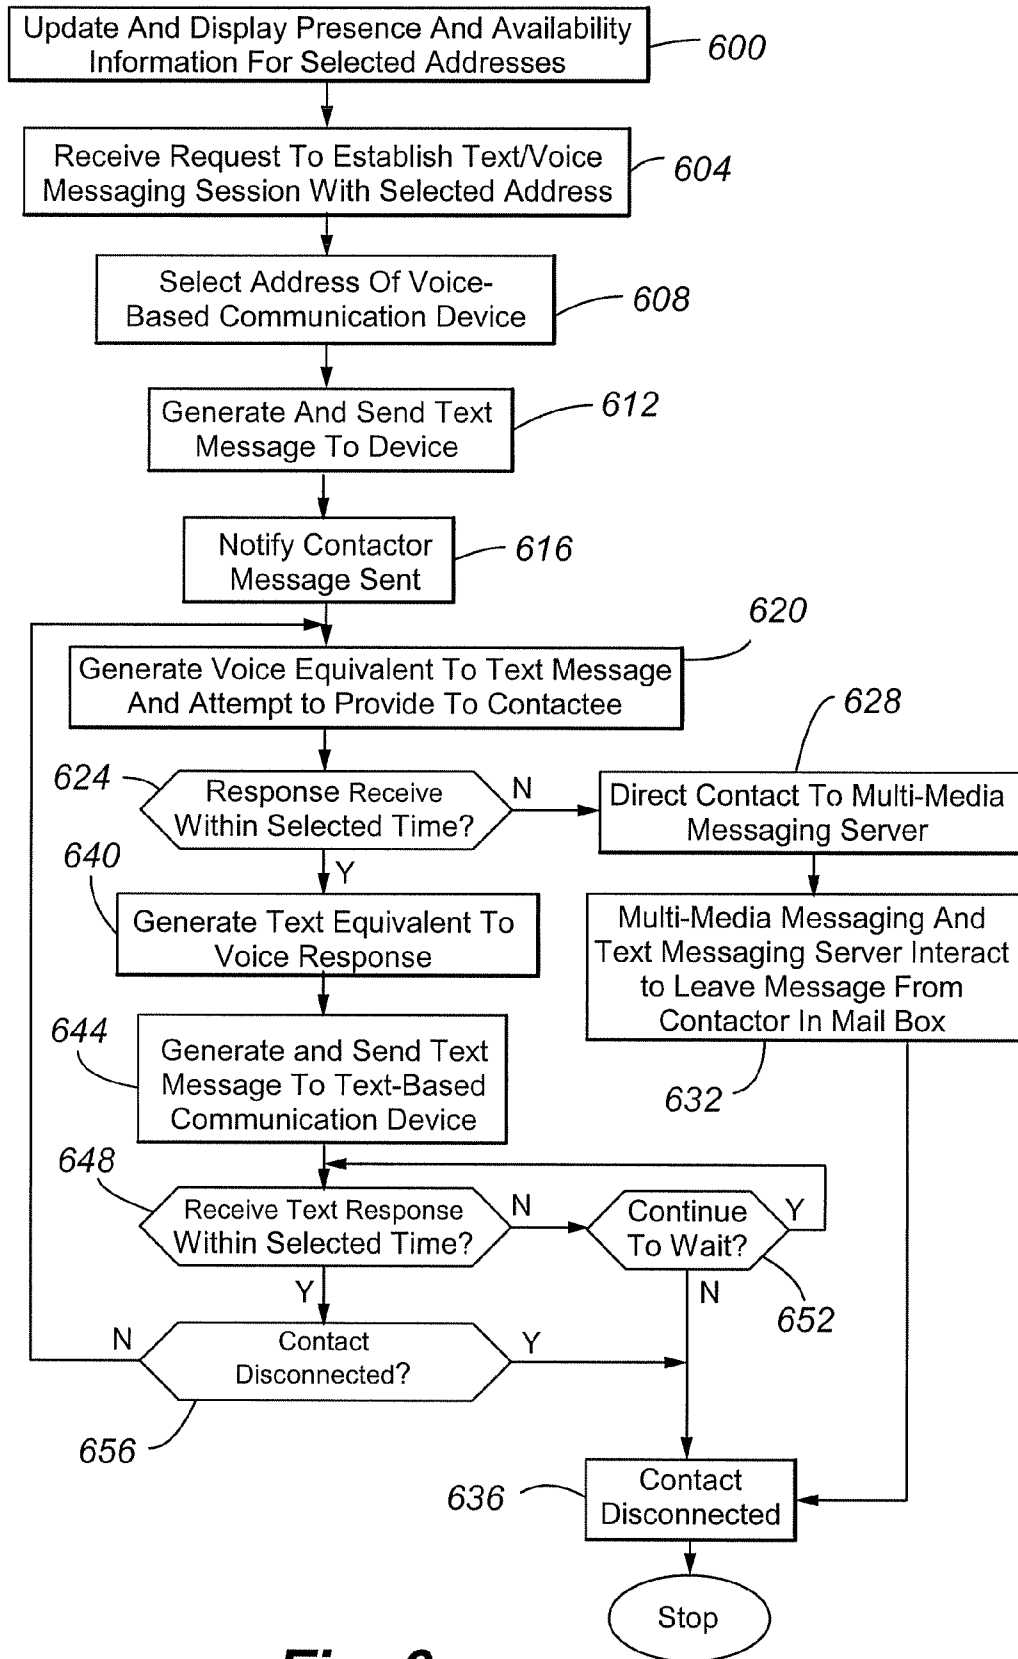 Update And Display Presence And Availability
Information For Selected Addresses
600
Receive Request To Establish Text/Voice
Messaging Session With Selected Address
604
Select Address Of Voice-
Based Communication Device
608
Generate And Send Text
Message To Device
612
Notify Contactor
Message Sent
616
620
Generate Voice Equivalent To Text Message
And Attempt to Provide To Contactee
628
624
Response Receive
Within Selected Time?
N
Direct Contact To Multi-Media
Messaging Server
Y
640
Generate Text Equivalent To
Voice Response
Multi-Media Messaging And
Text Messaging Server Interact
to Leave Message From
Contactor In Mail Box
632
644
Generate and Send Text
Message To Text-Based
Communication Device
648
Receive Text Response
Within Selected Time?
N
Continue
To Wait?
Y
652
Y
N
N
Contact
Disconnected?
Y
656
636
Contact
Disconnected
Stop